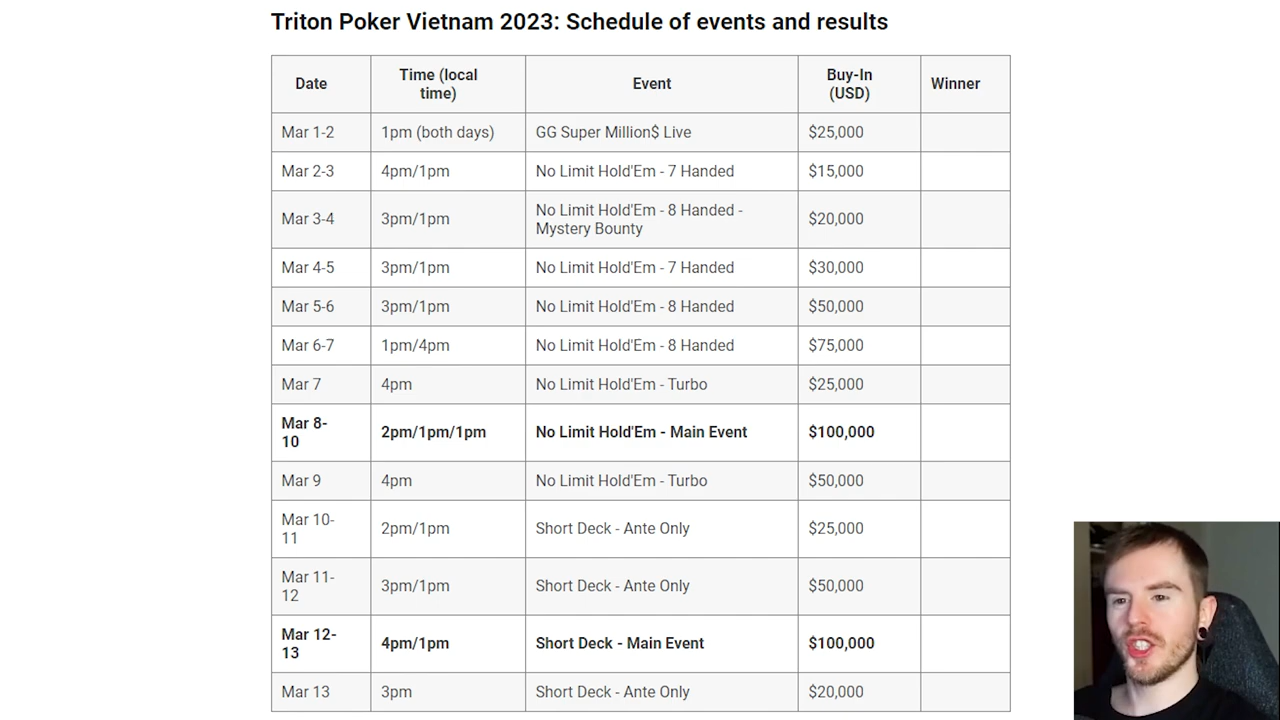 Triton Poker Vietnam 2023: Schedule of events and results
Date Time (local time) Event Buy-In (USD) Winner
Mar 1-2 1pm (both days) GG Super Million$ Live $25,000
Mar 2-3 4pm/1pm No Limit Hold'Em - 7 Handed $15,000
Mar 3-4 3pm/1pm No Limit Hold'Em - 8 Handed - Mystery Bounty $20,000
Mar 4-5 3pm/1pm No Limit Hold'Em - 7 Handed $30,000
Mar 5-6 3pm/1pm No Limit Hold'Em - 8 Handed $50,000
Mar 6-7 1pm/4pm No Limit Hold'Em - 8 Handed $75,000
Mar 7 4pm No Limit Hold'Em - Turbo $25,000
Mar 8-10 2pm/1pm/1pm No Limit Hold'Em - Main Event $100,000
Mar 9 4pm No Limit Hold'Em - Turbo $50,000
Mar 10-11 2pm/1pm Short Deck - Ante Only $25,000
Mar 11-12 3pm/1pm Short Deck - Ante Only $50,000
Mar 12-13 4pm/1pm Short Deck - Main Event $100,000
Mar 13 3pm Short Deck - Ante Only $20,000